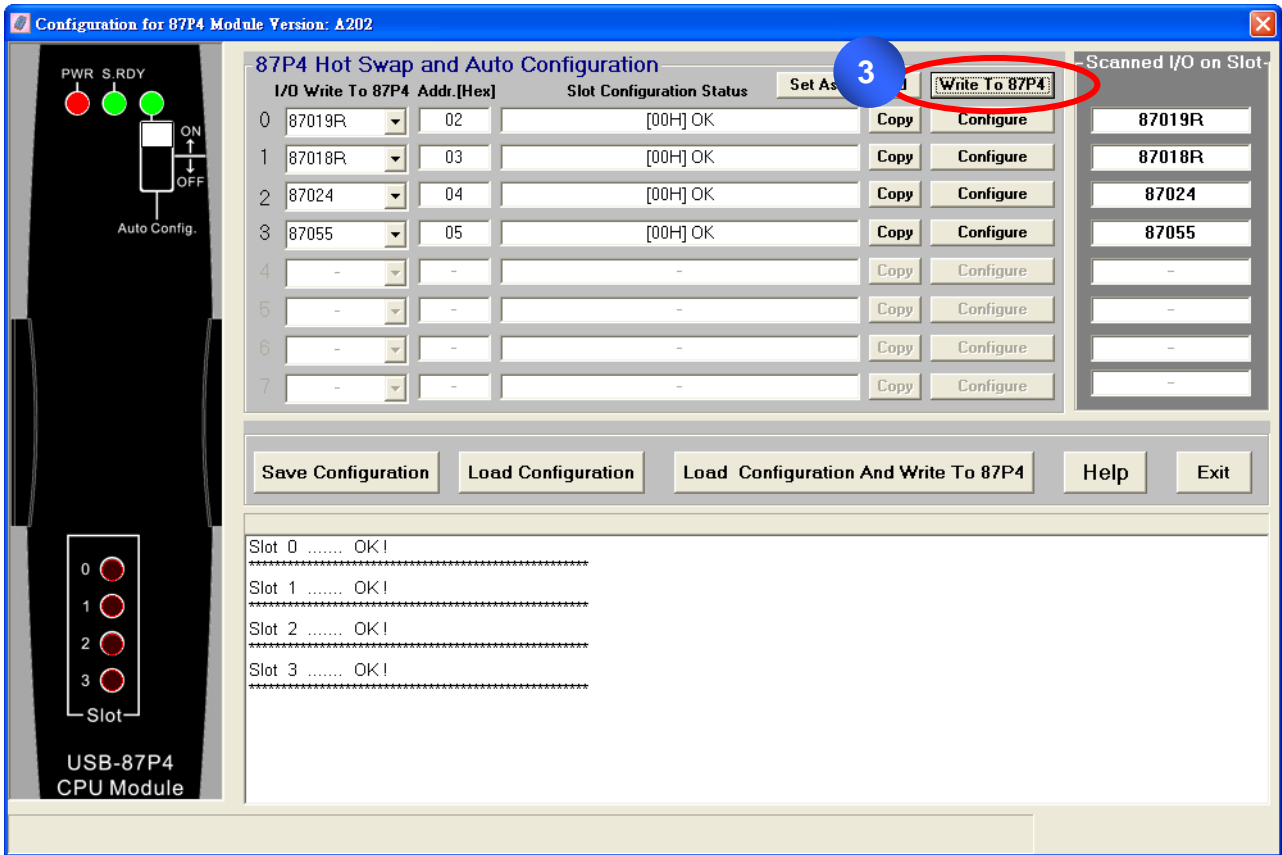 Configuration for 87P4 Module Version: A202
PWR S.RDY
ON
OFF
Auto Config.
0
1
2
3
Slot
USB-87P4
CPU Module
87P4 Hot Swap and Auto Configuration
3
Set As
Write To 87P4
I/O Write To 87P4 Addr.[Hex] Slot Configuration Status
0 87019R 02 [00H] OK Copy Configure
1 87018R 03 [00H] OK Copy Configure
2 87024 04 [00H] OK Copy Configure
3 87055 05 [00H] OK Copy Configure
4 - - - Copy Configure
5 - - - Copy Configure
6 - - - Copy Configure
7 - - - Copy Configure
Scanned I/O on Slot
87019R
87018R
87024
87055
-
-
-
-
Save Configuration Load Configuration Load Configuration And Write To 87P4 Help Exit
Slot 0 ....... OK!
******************************************************
Slot 1 ....... OK!
******************************************************
Slot 2 ....... OK!
******************************************************
Slot 3 ....... OK!
******************************************************